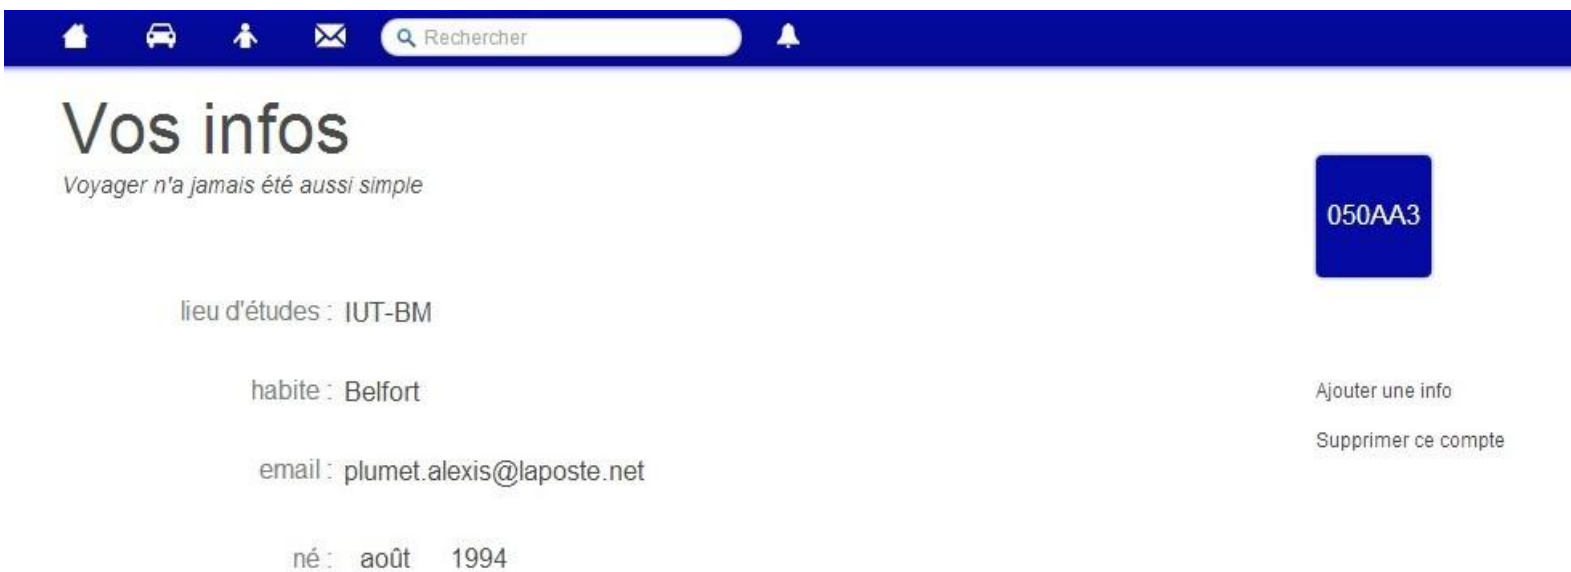 Rechercher
Vos infos
Voyager n'a jamais été aussi simple
050AA3
lieu d'études : IUT-BM
habite : Belfort
email : plumet.alexis@laposte.net
né : août 1994
Ajouter une info
Supprimer ce compte